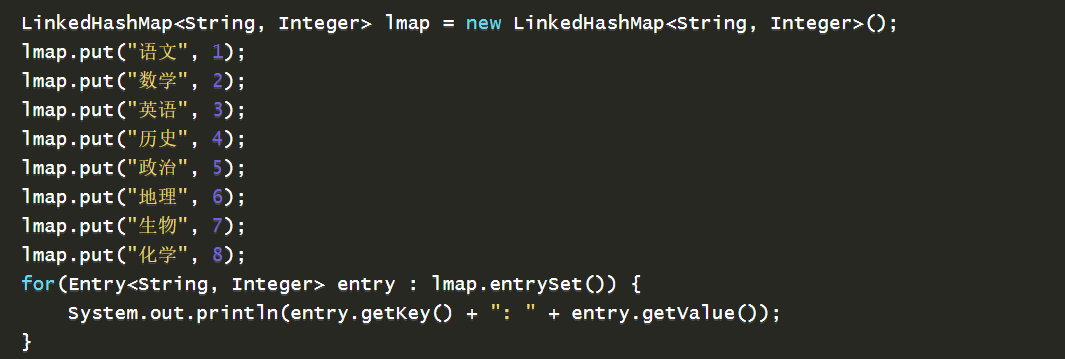 LinkedHashMap<String, Integer> lmap = new LinkedHashMap<String, Integer>();
lmap.put("语文", 1);
lmap.put("数学", 2);
lmap.put("英语", 3);
lmap.put("历史", 4);
lmap.put("政治", 5);
lmap.put("地理", 6);
lmap.put("生物", 7);
lmap.put("化学", 8);
for(Entry<String, Integer> entry : lmap.entrySet()) {
    System.out.println(entry.getKey() + ": " + entry.getValue());
}